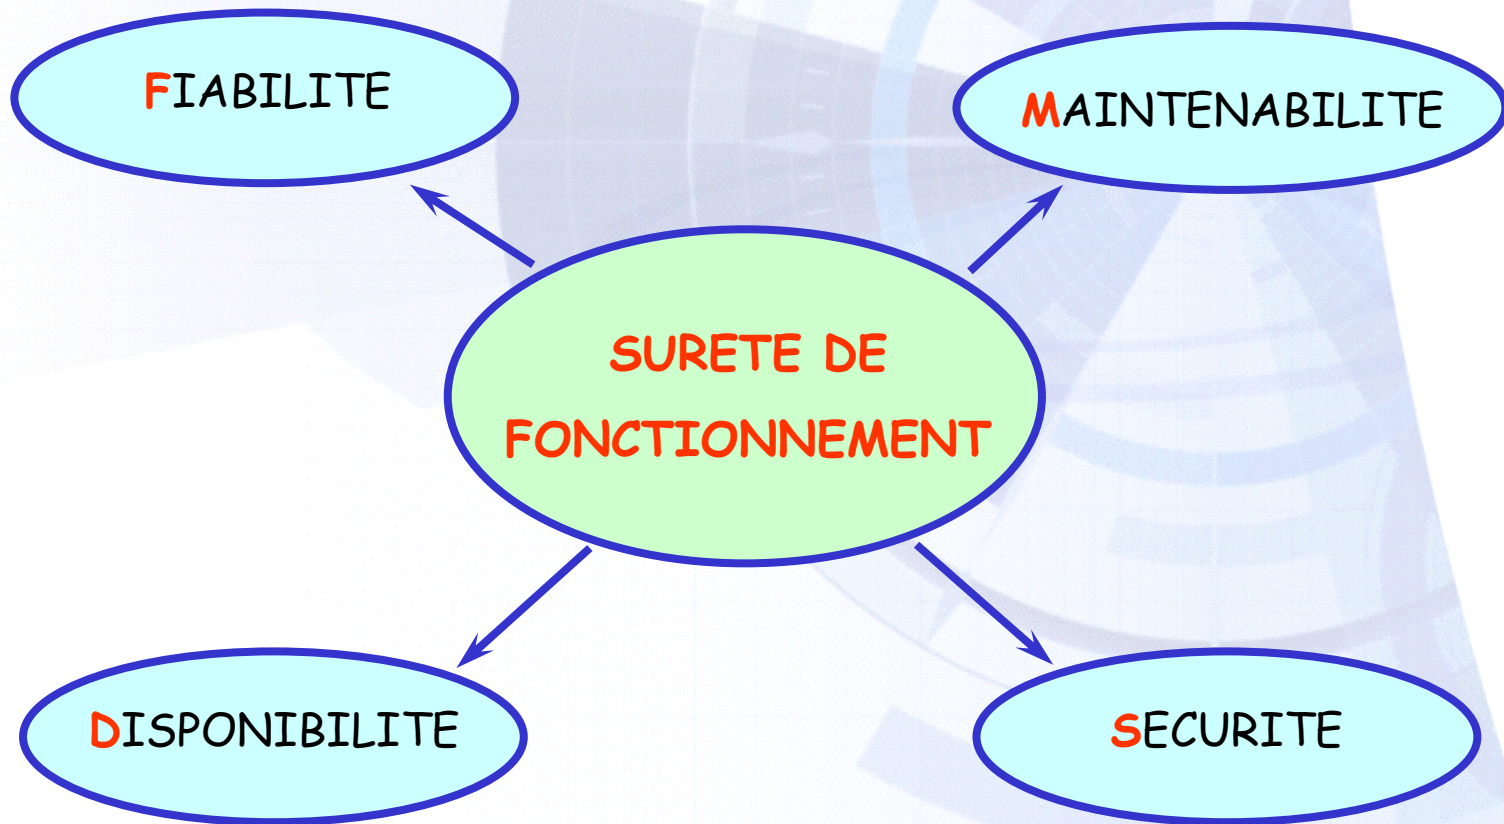 FIABILITE
MAINTENABILITE
SURETE DE
FONCTIONNEMENT
DISPONIBILITE
SECURITE